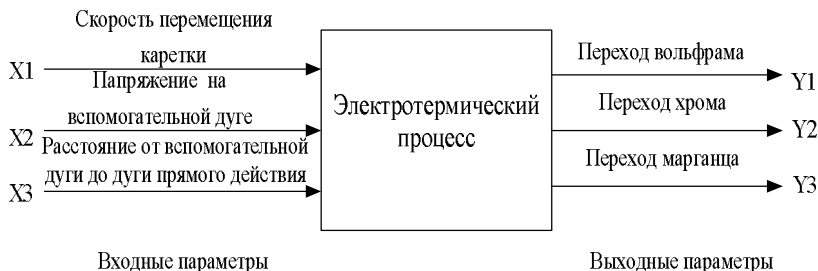 Скорость перемещения
каретки
X1
Папряжение на
вспомогательной дуге
X2
Расстояние от вспомогательной
дуги до дуги прямого действия
X3
Входные параметры
Электротермический
процесс
Переход вольфрама
Y1
Переход хрома
Y2
Переход марганца
Y3
Выходные параметры